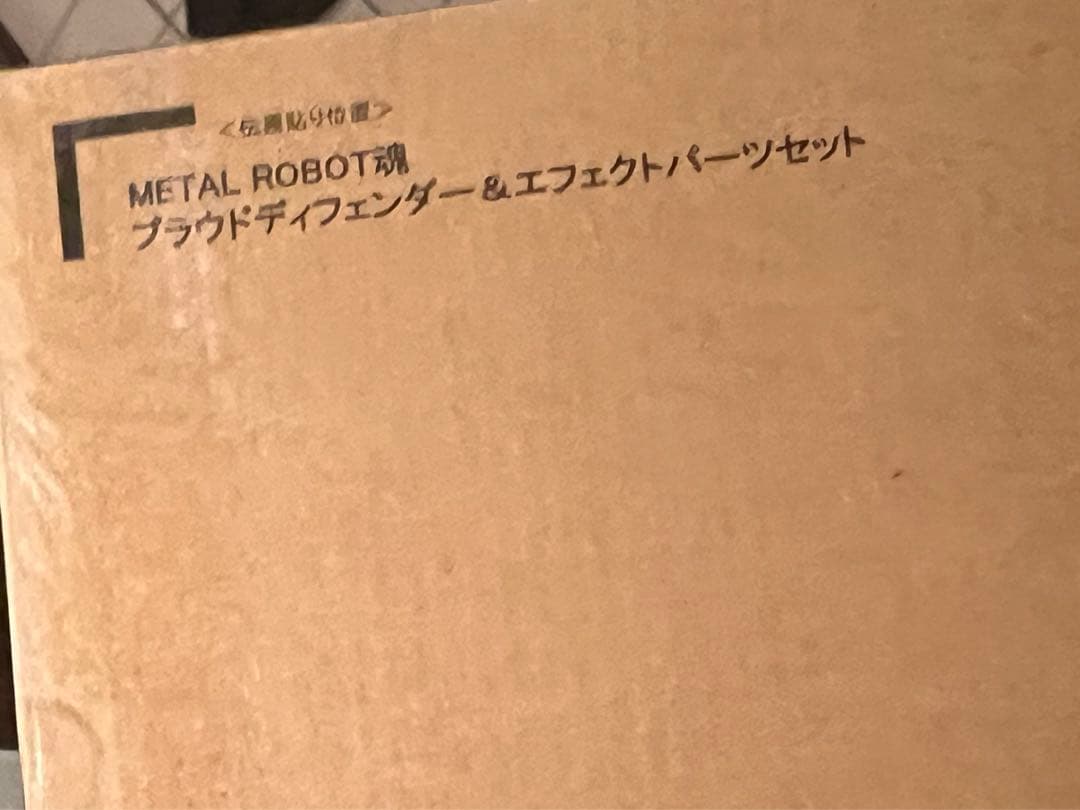 <伝票貼り位置>
METAL ROBOT魂
プラウドディフェンダー&エフェクトパーツセット